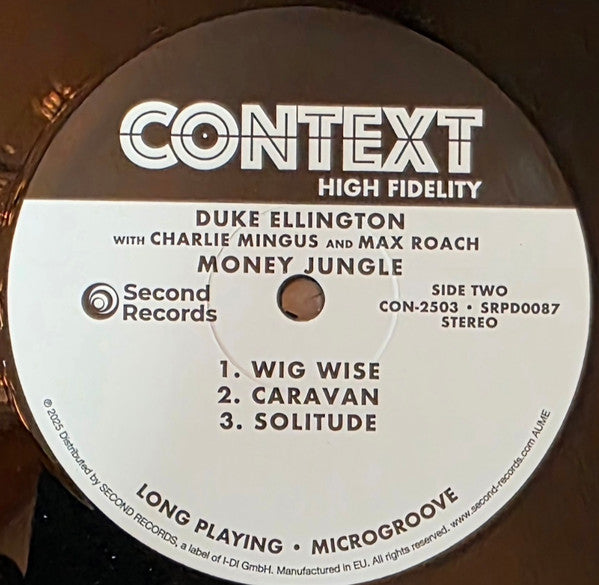 CONTEXT
HIGH FIDELITY
DUKE ELLINGTON
WITH CHARLIE MINGUS AND MAX ROACH
MONEY JUNGLE
Second
Records
SIDE TWO
CON-2503 • SRPD0087
STEREO
1. WIG WISE
2. CARAVAN
3. SOLITUDE
LONG PLAYING • MICROGROOVE
℗ 2025 Distributed by SECOND RECORDS, a label of I-DI GmbH. Manufactured in EU. All rights reserved. www.second-records.com AUME